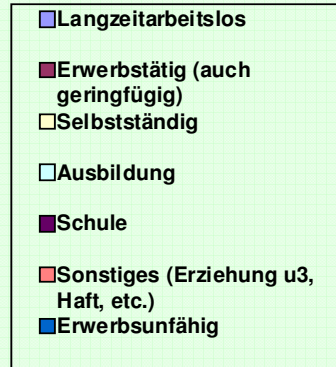 Langzeitarbeitslos
Erwerbstätig (auch
geringfügig)
Selbstständig
Ausbildung
Schule
Sonstiges (Erziehung u3,
Haft, etc.)
Erwerbsunfähig